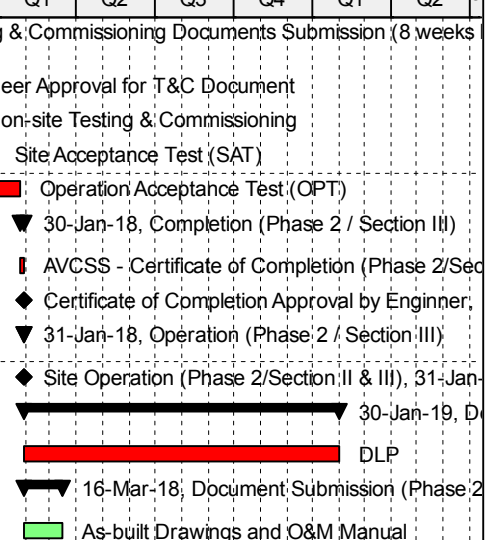 Q1 Q2 Q3 Q4 Q1 Q2
& Commissioning Documents Submission (8 weeks
eer Approval for T&C Document
on-site Testing & Commissioning
Site Acceptance Test (SAT)
Operation Acceptance Test (OPT)
30-Jan-18, Completion (Phase 2 / Section III)
AVCSS - Certificate of Completion (Phase 2/Sec
Certificate of Completion Approval by Enginner,
31-Jan-18, Operation (Phase 2 / Section III)
Site Operation (Phase 2/Section II & III), 31-Jan-
30-Jan-19, D
DLP
16-Mar-18, Document Submission (Phase 2
As-built Drawings and O&M Manual